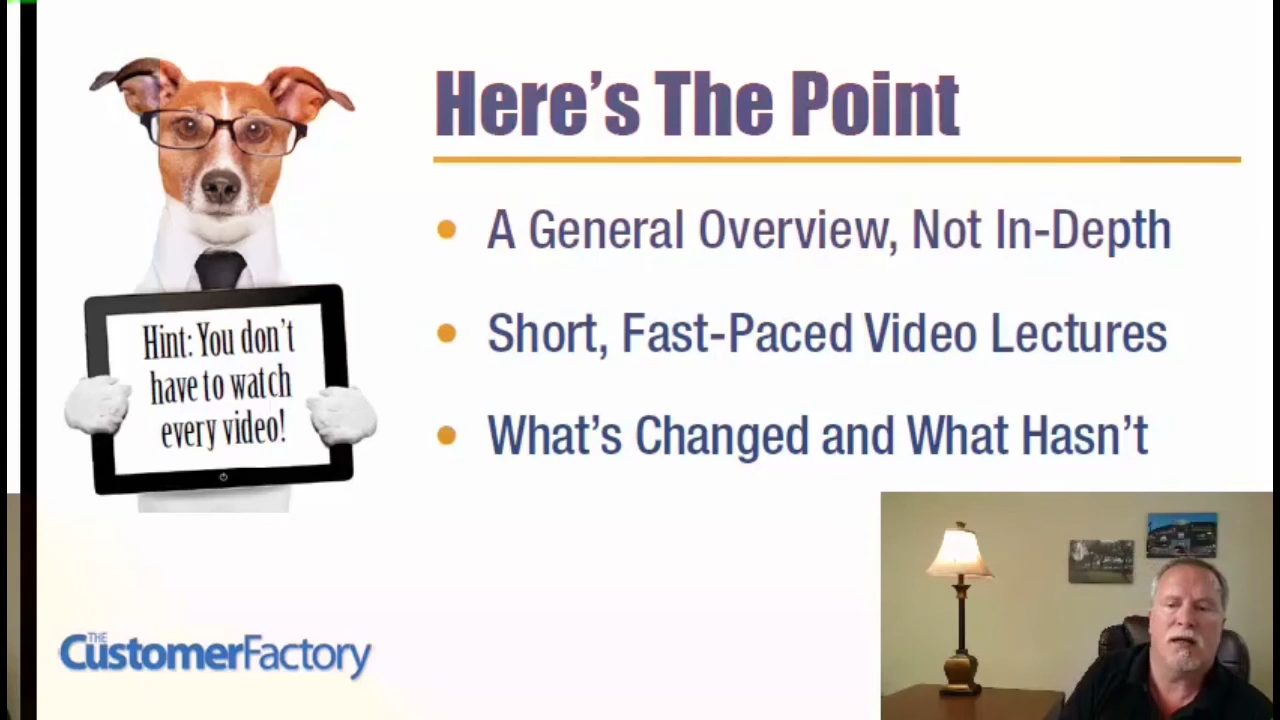 Here's The Point
• A General Overview, Not In-Depth
• Short, Fast-Paced Video Lectures
• What's Changed and What Hasn't
Hint: You don't
have to watch
every video!
THE
CustomerFactory